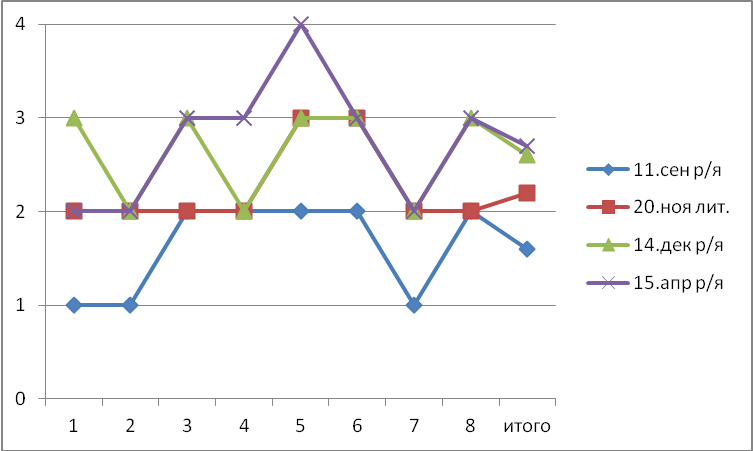 4
3
2
1
0
1 2 3 4 5 6 7 8 итого
11.сен р/я
20.ноя лит.
14.дек р/я
15.апр р/я